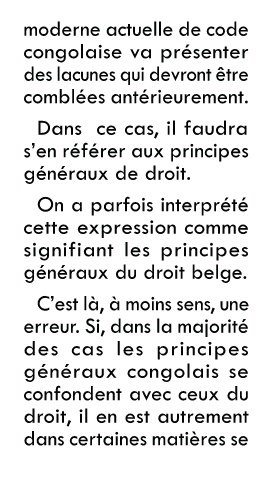 moderne actuelle de code
congolaise va présenter
des lacunes qui devront être
comblées antérieurement.
Dans ce cas, il faudra
s'en référer aux principes
généraux de droit.
On a parfois interprété
cette expression comme
signifiant les principes
généraux du droit belge.
C'est là, à moins sens, une
erreur. Si, dans la majorité
des cas les principes
généraux congolais se
confondent avec ceux du
droit, il en est autrement
dans certaines matières se